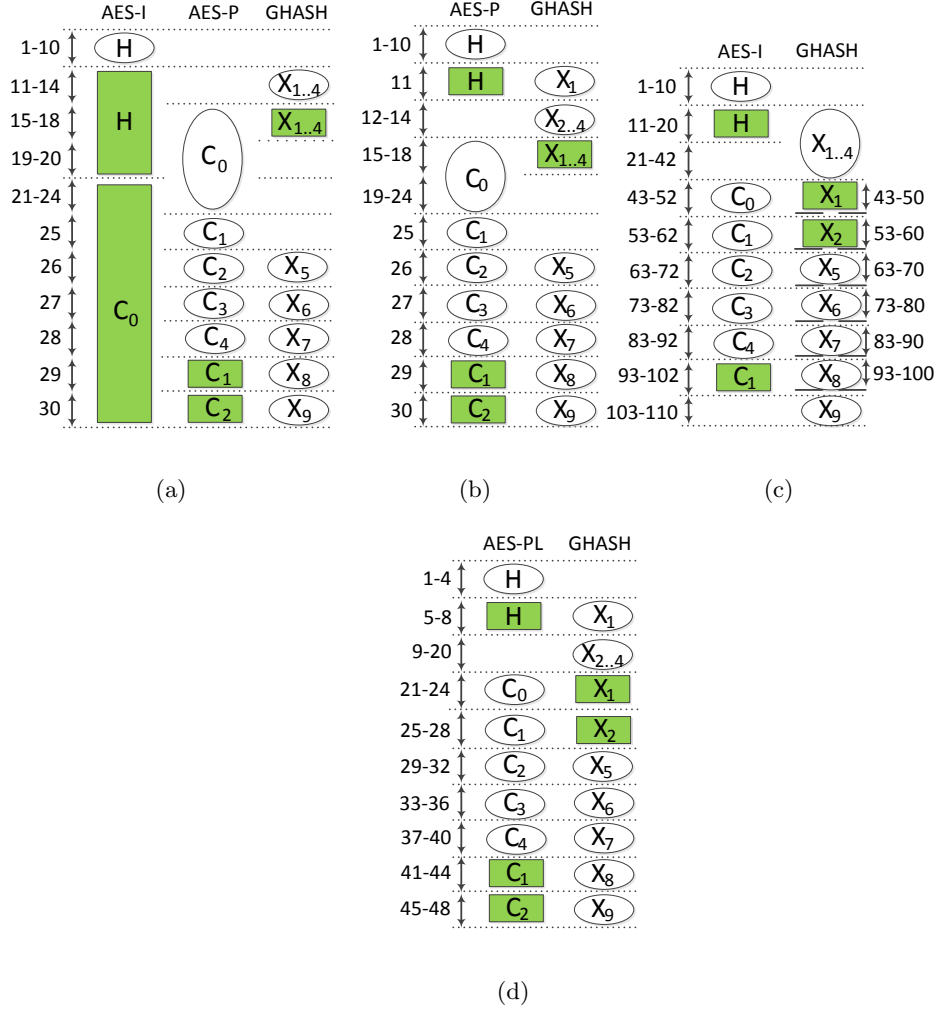 AES-I AES-P GHASH
1-10 H
11-14 H X1..4
15-18 X1..4
19-20 C0
21-24 C0
25 C1
26 C2 X5
27 C3 X6
28 C4 X7
29 C1 X8
30 C2 X9
(a)
AES-P GHASH
1-10 H
11 H X1
12-14 X2..4
15-18 C0 X1..4
19-24
25 C1
26 C2 X5
27 C3 X6
28 C4 X7
29 C1 X8
30 C2 X9
(b)
AES-I GHASH
1-10 H
11-20 H X1..4
21-42
43-52 C0 X1 43-50
53-62 C1 X2 53-60
63-72 C2 X5 63-70
73-82 C3 X6 73-80
83-92 C4 X7 83-90
93-102 C1 X8 93-100
103-110 X9
(c)
AES-PL GHASH
1-4 H
5-8 H X1
9-20 X2..4
21-24 C0 X1
25-28 C1 X2
29-32 C2 X5
33-36 C3 X6
37-40 C4 X7
41-44 C1 X8
45-48 C2 X9
(d)